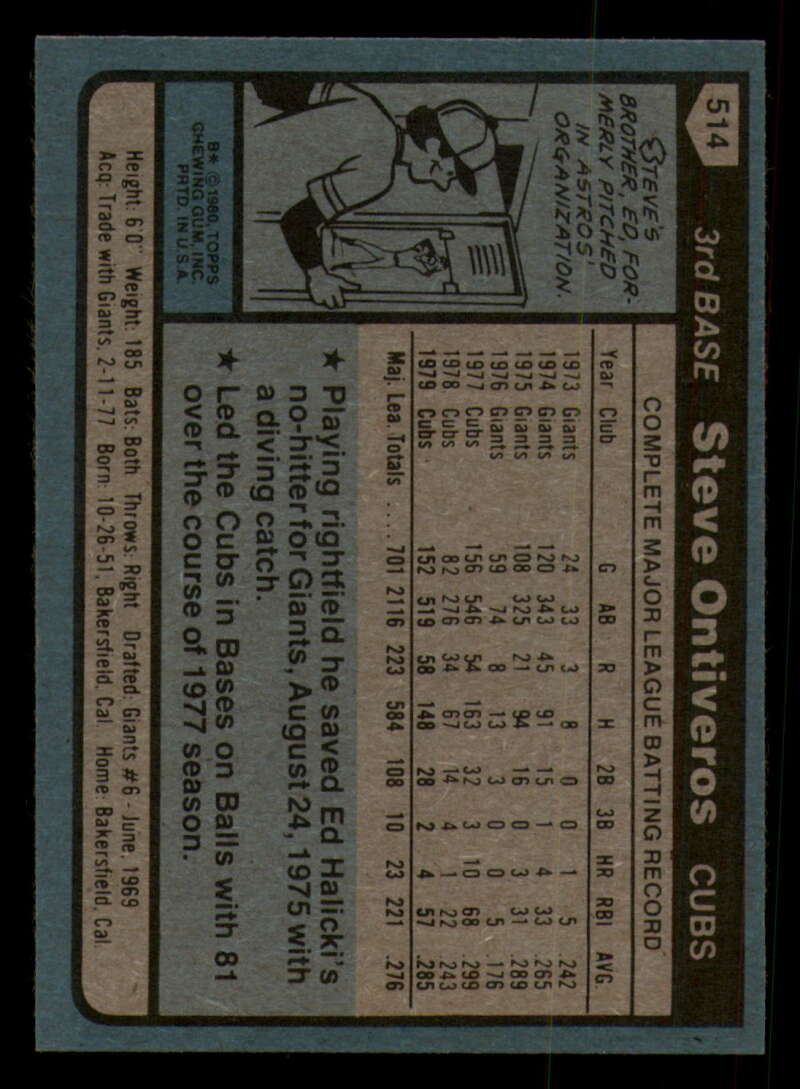 514 3rd BASE Steve Ontiveros CUBS
STEVE'S
BROTHER, ED, FOR-
MERLY PITCHED
IN ASTROS'
ORGANIZATION.
B* ©1980 TOPPS
CHEWING GUM, INC.
PRTD. IN U.S.A.
COMPLETE MAJOR LEAGUE BATTING RECORD
Year Club G AB R H 2B 3B HR RBI AVG.
1973 Giants 24 33 3 8 0 0 1 5 .242
1974 Giants 120 343 45 91 15 1 4 33 .265
1975 Giants 108 325 21 94 16 0 3 31 .289
1976 Giants 59 74 8 13 3 0 0 5 .176
1977 Cubs 156 546 54 163 32 3 10 68 .299
1978 Cubs 82 276 34 67 14 4 1 22 .243
1979 Cubs 152 519 58 148 28 2 4 57 .285
Maj. Lea. Totals .... 701 2116 223 584 108 10 23 221 .276
★ Playing rightfield he saved Ed Halicki's
no-hitter for Giants, August 24, 1975 with
a diving catch.
★ Led the Cubs in Bases on Balls with 81
over the course of 1977 season.
Height: 6'0" Weight: 185 Bats: Both Throws: Right Drafted: Giants #6 - June, 1969
Acq: Trade with Giants, 2-11-77 Born: 10-26-51, Bakersfield, Cal. Home: Bakersfield, Cal.